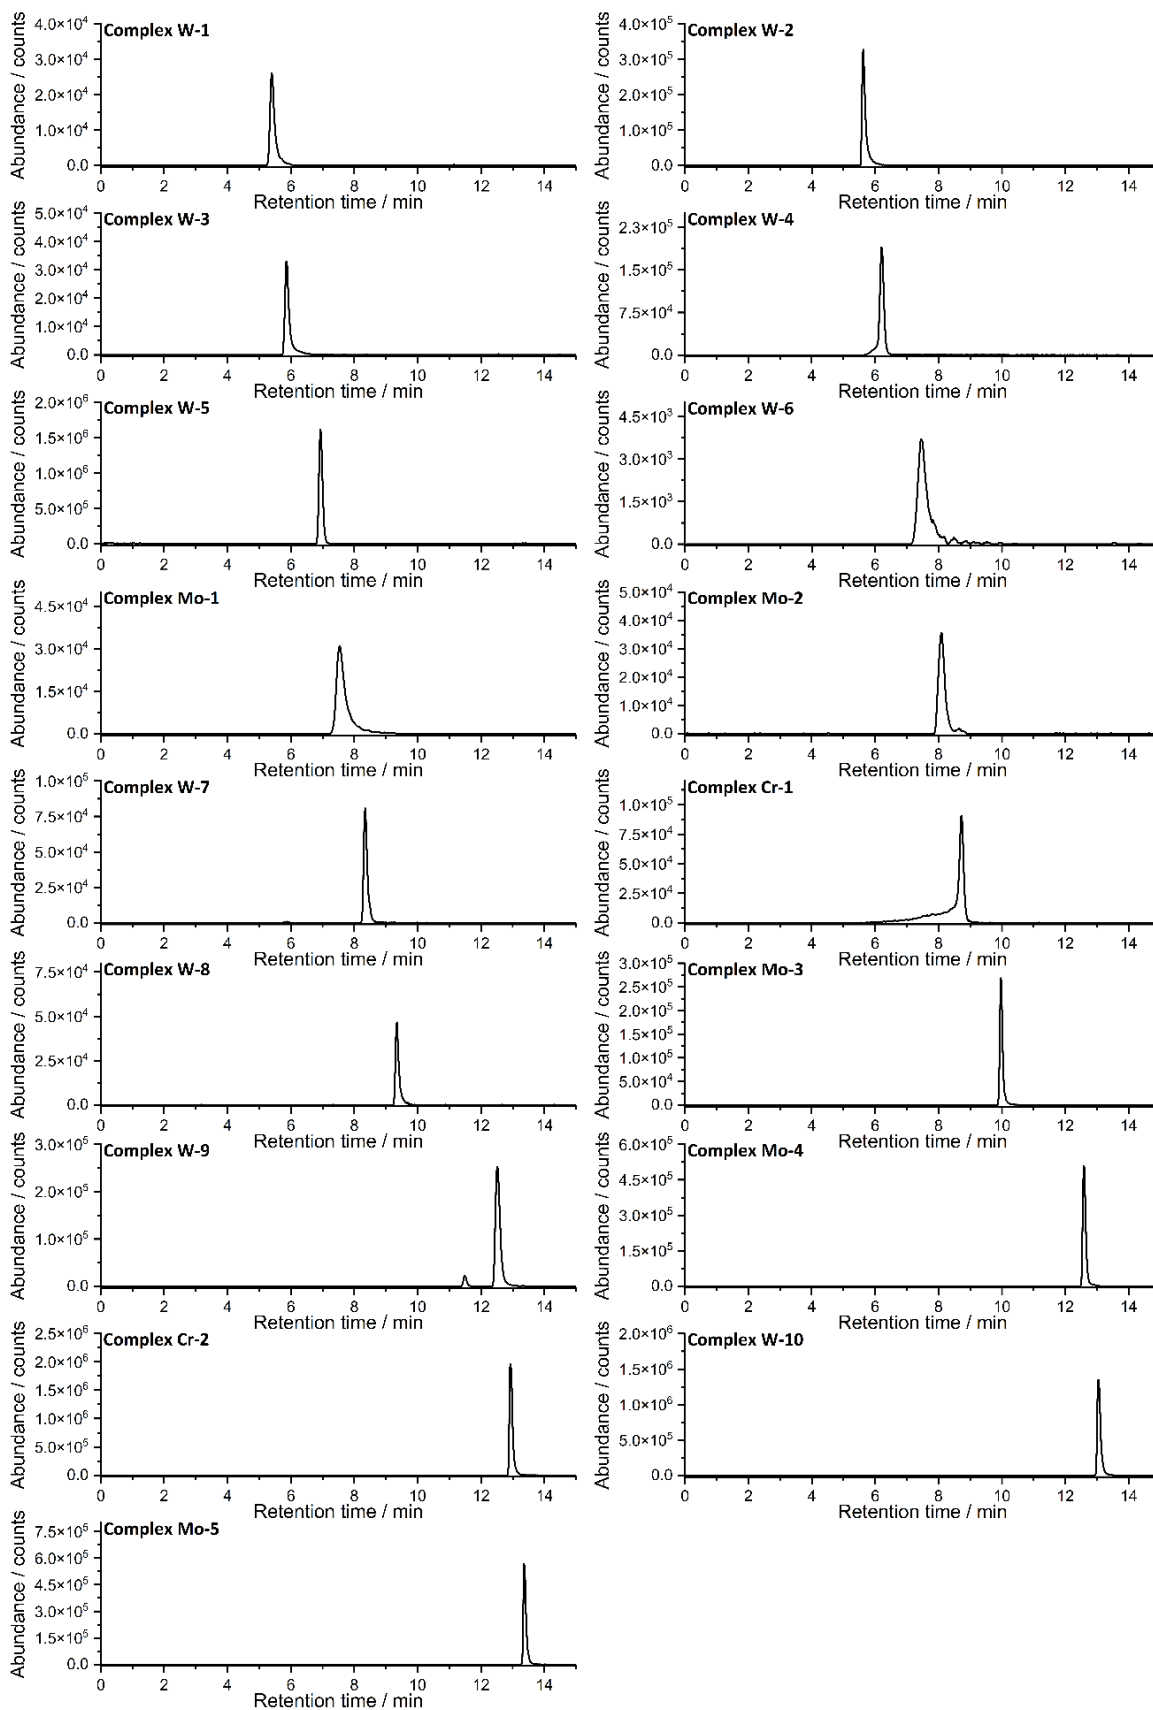 Complex W-1
Abundance / counts
4.0×10⁴
3.0×10⁴
2.0×10⁴
1.0×10⁴
0.0
0 2 4 6 8 10 12 14
Retention time / min
Complex W-2
Abundance / counts
4.0×10⁵
3.0×10⁵
2.0×10⁵
1.0×10⁵
0.0
0 2 4 6 8 10 12 14
Retention time / min
Complex W-3
Abundance / counts
5.0×10⁴
4.0×10⁴
3.0×10⁴
2.0×10⁴
1.0×10⁴
0.0
0 2 4 6 8 10 12 14
Retention time / min
Complex W-4
Abundance / counts
2.3×10⁵
1.5×10⁵
7.5×10⁴
0.0
0 2 4 6 8 10 12 14
Retention time / min
Complex W-5
Abundance / counts
2.0×10⁶
1.5×10⁶
1.0×10⁶
5.0×10⁵
0.0
0 2 4 6 8 10 12 14
Retention time / min
Complex W-6
Abundance / counts
4.5×10³
3.0×10³
1.5×10³
0.0
0 2 4 6 8 10 12 14
Retention time / min
Complex Mo-1
Abundance / counts
4.5×10⁴
3.0×10⁴
1.5×10⁴
0.0
0 2 4 6 8 10 12 14
Retention time / min
Complex Mo-2
Abundance / counts
5.0×10⁴
4.0×10⁴
3.0×10⁴
2.0×10⁴
1.0×10⁴
0.0
0 2 4 6 8 10 12 14
Retention time / min
Complex W-7
Abundance / counts
1.0×10⁵
7.5×10⁴
5.0×10⁴
2.5×10⁴
0.0
0 2 4 6 8 10 12 14
Retention time / min
Complex Cr-1
Abundance / counts
1.0×10⁵
7.5×10⁴
5.0×10⁴
2.5×10⁴
0.0
0 2 4 6 8 10 12 14
Retention time / min
Complex W-8
Abundance / counts
7.5×10⁴
5.0×10⁴
2.5×10⁴
0.0
0 2 4 6 8 10 12 14
Retention time / min
Complex Mo-3
Abundance / counts
3.0×10⁵
2.5×10⁵
2.0×10⁵
1.5×10⁵
1.0×10⁵
5.0×10⁴
0.0
0 2 4 6 8 10 12 14
Retention time / min
Complex W-9
Abundance / counts
3.0×10⁵
2.0×10⁵
1.0×10⁵
0.0
0 2 4 6 8 10 12 14
Retention time / min
Complex Mo-4
Abundance / counts
6.0×10⁵
4.5×10⁵
3.0×10⁵
1.5×10⁵
0.0
0 2 4 6 8 10 12 14
Retention time / min
Complex Cr-2
Abundance / counts
2.5×10⁶
2.0×10⁶
1.5×10⁶
1.0×10⁶
5.0×10⁵
0.0
0 2 4 6 8 10 12 14
Retention time / min
Complex W-10
Abundance / counts
2.0×10⁶
1.5×10⁶
1.0×10⁶
5.0×10⁵
0.0
0 2 4 6 8 10 12 14
Retention time / min
Complex Mo-5
Abundance / counts
7.5×10⁵
6.0×10⁵
4.5×10⁵
3.0×10⁵
1.5×10⁵
0.0
0 2 4 6 8 10 12 14
Retention time / min